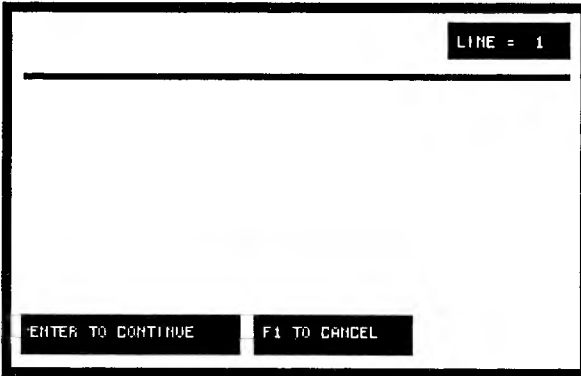 LINE = 1
ENTER TO CONTINUE F1 TO CANCEL